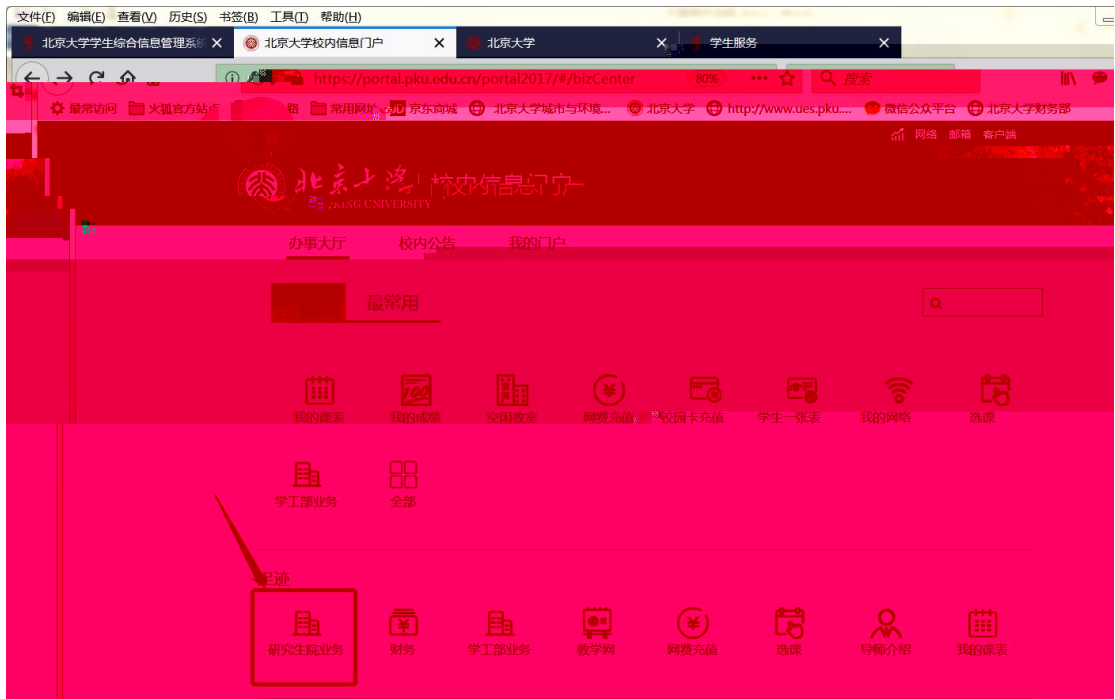 文件(F) 编辑(E) 查看(V) 历史(S) 书签(B) 工具(T) 帮助(H)
北京大学学生综合信息管理系统 北京大学校内信息门户 北京大学 学生服务
https://portal.pku.edu.cn/portal2017/#/bizCenter 80% 搜索
最常访问 火狐官方站点 常用网址 京东商城 北京大学城市与环境... 北京大学 http://www.ues.pku.... 微信公众平台 北京大学财务部
网络 邮箱 客户端
北京大学 校内信息门户
PEKING UNIVERSITY
办事大厅 校内公告 我的门户
最常用
我的课表 我的成绩 空闲教室 网费充值 校园卡充值 学生一张表 我的网络 选课
学工部业务 全部
足迹
研究生院业务 财务 学工部业务 教学网 网费充值 选课 导师介绍 我的课表